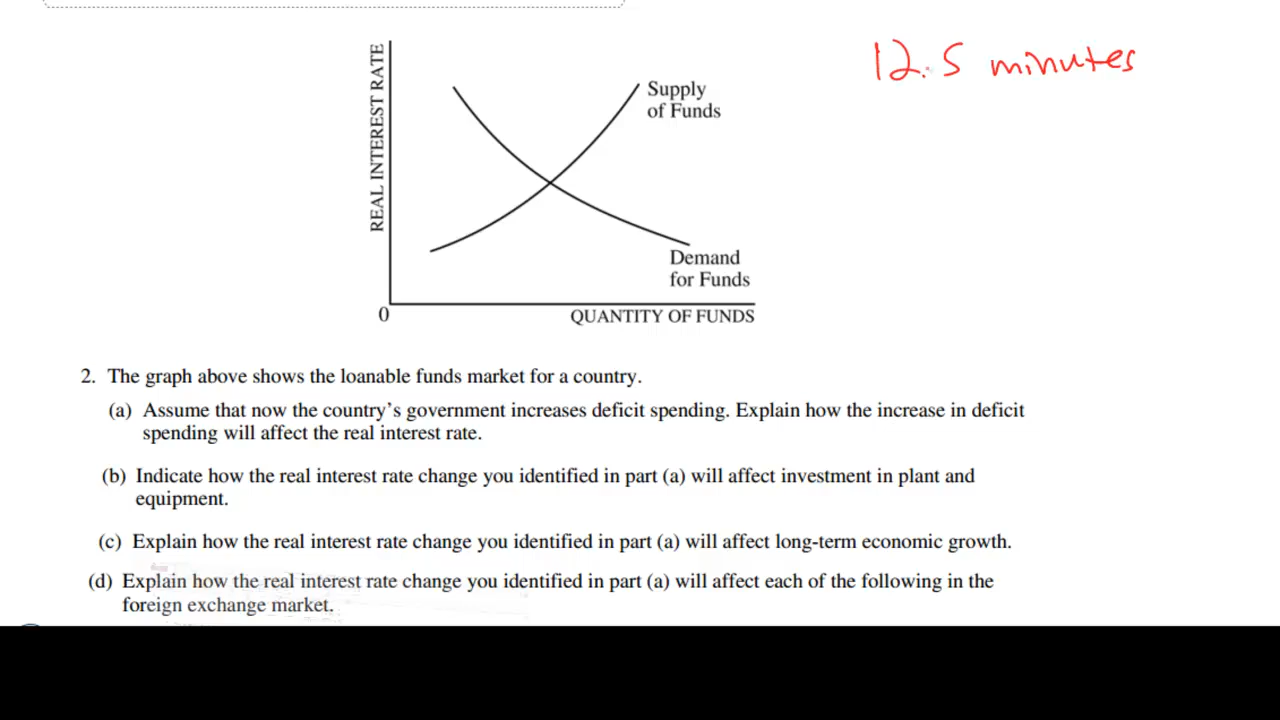 12.5 minutes
REAL INTEREST RATE
Supply
of Funds
Demand
for Funds
0
QUANTITY OF FUNDS
2. The graph above shows the loanable funds market for a country.
(a) Assume that now the country's government increases deficit spending. Explain how the increase in deficit
spending will affect the real interest rate.
(b) Indicate how the real interest rate change you identified in part (a) will affect investment in plant and
equipment.
(c) Explain how the real interest rate change you identified in part (a) will affect long-term economic growth.
(d) Explain how the real interest rate change you identified in part (a) will affect each of the following in the
foreign exchange market.